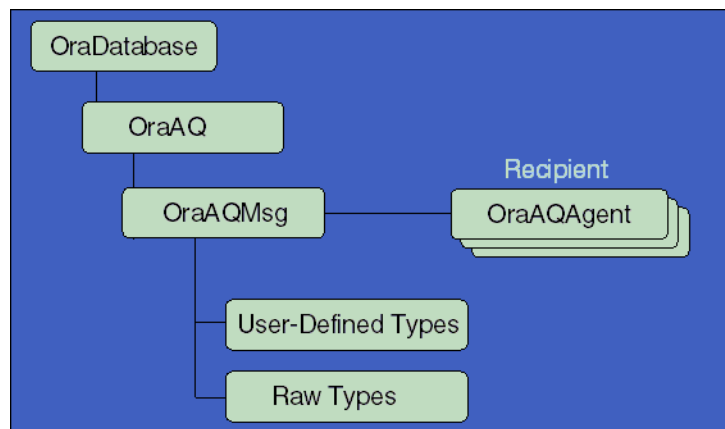 OraDatabase
OraAQ
Recipient
OraAQMsg
OraAQAgent
User-Defined Types
Raw Types